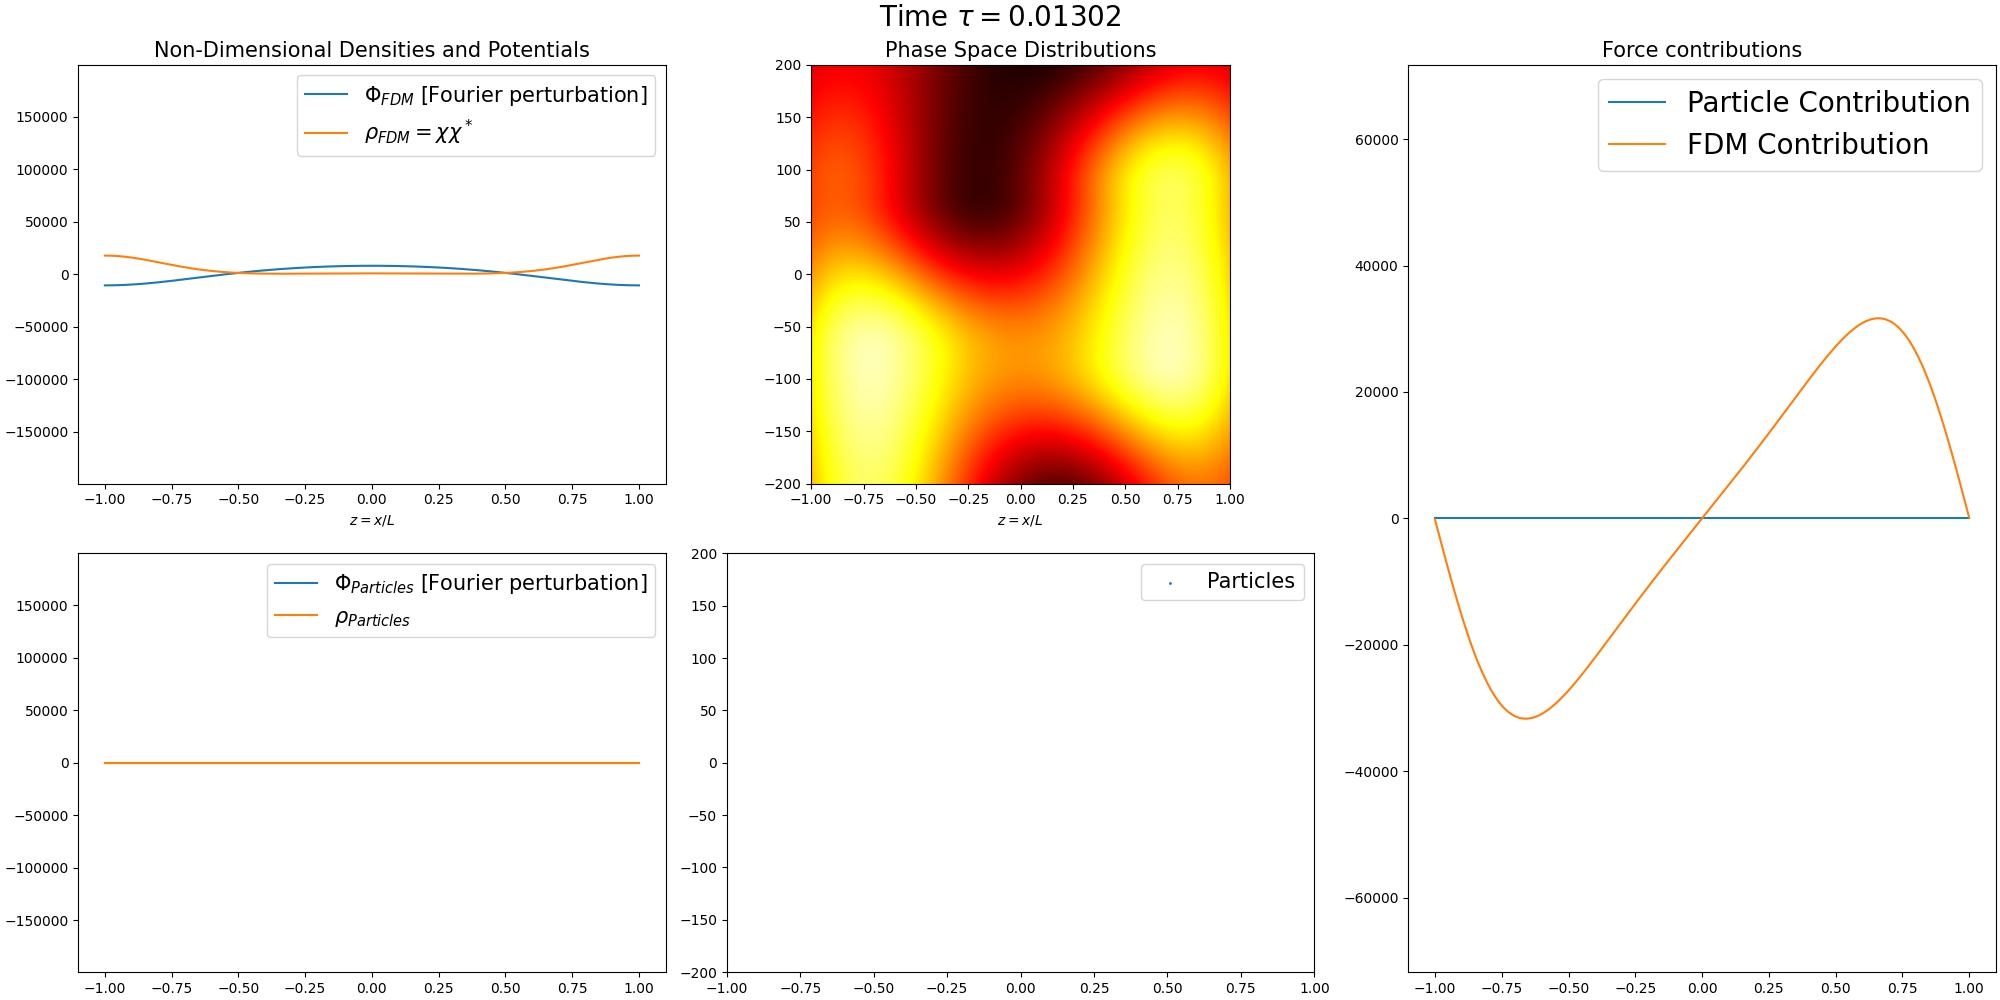 Time τ = 0.01302
Non-Dimensional Densities and Potentials
Φ_FDM [Fourier perturbation]
ρ_FDM = χχ*
150000
100000
50000
0
−50000
−100000
−150000
−1.00 −0.75 −0.50 −0.25 0.00 0.25 0.50 0.75 1.00
z = x/L
Phase Space Distributions
200
150
100
50
0
−50
−100
−150
−200
−1.00 −0.75 −0.50 −0.25 0.00 0.25 0.50 0.75 1.00
z = x/L
Force contributions
Particle Contribution
FDM Contribution
60000
40000
20000
0
−20000
−40000
−60000
−1.00 −0.75 −0.50 −0.25 0.00 0.25 0.50 0.75 1.00
Φ_Particles [Fourier perturbation]
ρ_Particles
150000
100000
50000
0
−50000
−100000
−150000
−1.00 −0.75 −0.50 −0.25 0.00 0.25 0.50 0.75 1.00
Particles
200
150
100
50
0
−50
−100
−150
−200
−1.00 −0.75 −0.50 −0.25 0.00 0.25 0.50 0.75 1.00